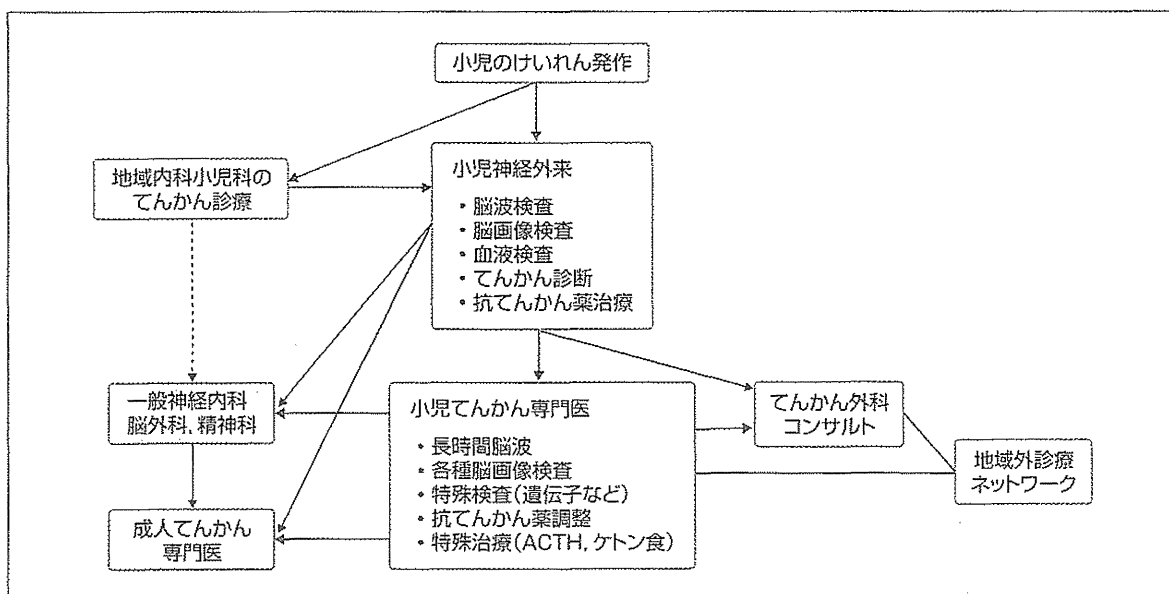 小児のけいれん発作
地域内科小児科の
てんかん診療
小児神経外来
・脳波検査
・脳画像検査
・血液検査
・てんかん診断
・抗てんかん薬治療
一般神経内科
脳外科、精神科
小児てんかん専門医
・長時間脳波
・各種脳画像検査
・特殊検査(遺伝子など)
・抗てんかん薬調整
・特殊治療(ACTH,ケトン食)
てんかん外科
コンサルト
地域外診療
ネットワーク
成人てんかん
専門医